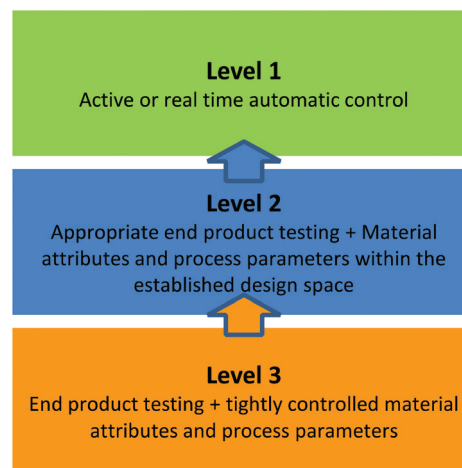 Level 1
Active or real time automatic control
Level 2
Appropriate end product testing + Material
attributes and process parameters within the
established design space
Level 3
End product testing + tightly controlled material
attributes and process parameters